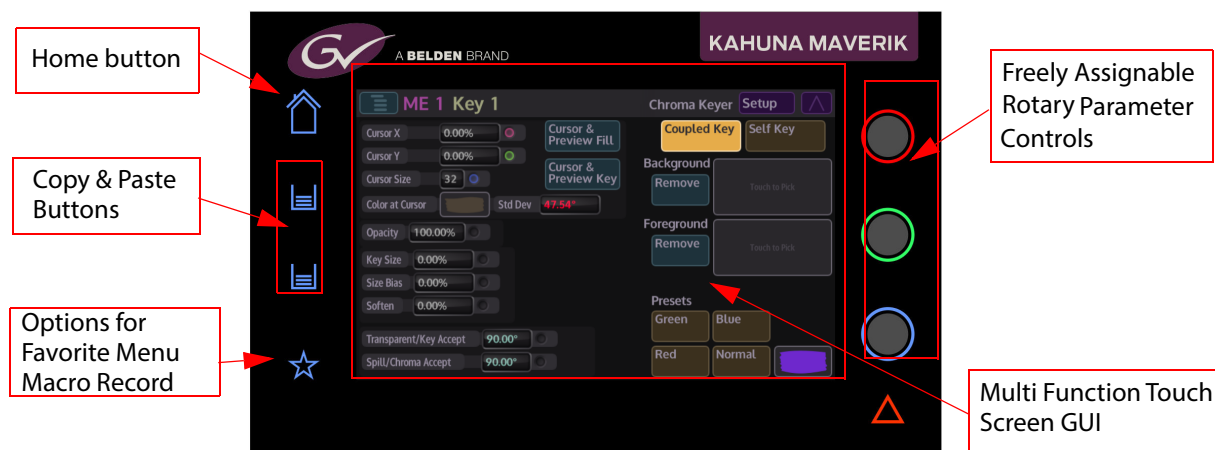 Home button
Copy & Paste
Buttons
Options for
Favorite Menu
Macro Record
GV
A BELDEN BRAND
KAHUNA MAVERIK
ME 1 Key 1
Chroma Keyer
Setup
Cursor X
0.00%
Cursor &
Preview Fill
Cursor Y
0.00%
Cursor &
Preview Key
Cursor Size
32
Color at Cursor
Std Dev
47.54°
Opacity
100.00%
Key Size
0.00%
Size Bias
0.00%
Soften
0.00%
Transparent/Key Accept
90.00°
Spill/Chroma Accept
90.00°
Coupled Key
Self Key
Background
Remove
Touch to Pick
Foreground
Remove
Touch to Pick
Presets
Green
Blue
Red
Normal
Freely Assignable
Rotary Parameter
Controls
Multi Function Touch
Screen GUI